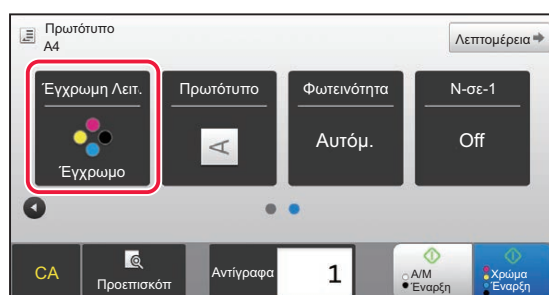 Πρωτότυπο
A4
Λεπτομέρεια
Έγχρωμη Λειτ.
Πρωτότυπο
Φωτεινότητα
N-σε-1
A
Αυτόμ.
Off
Έγχρωμο
CA
Προεπισκόπ
Αντίγραφα
1
Α/Μ
Έναρξη
Χρώμα
Έναρξη